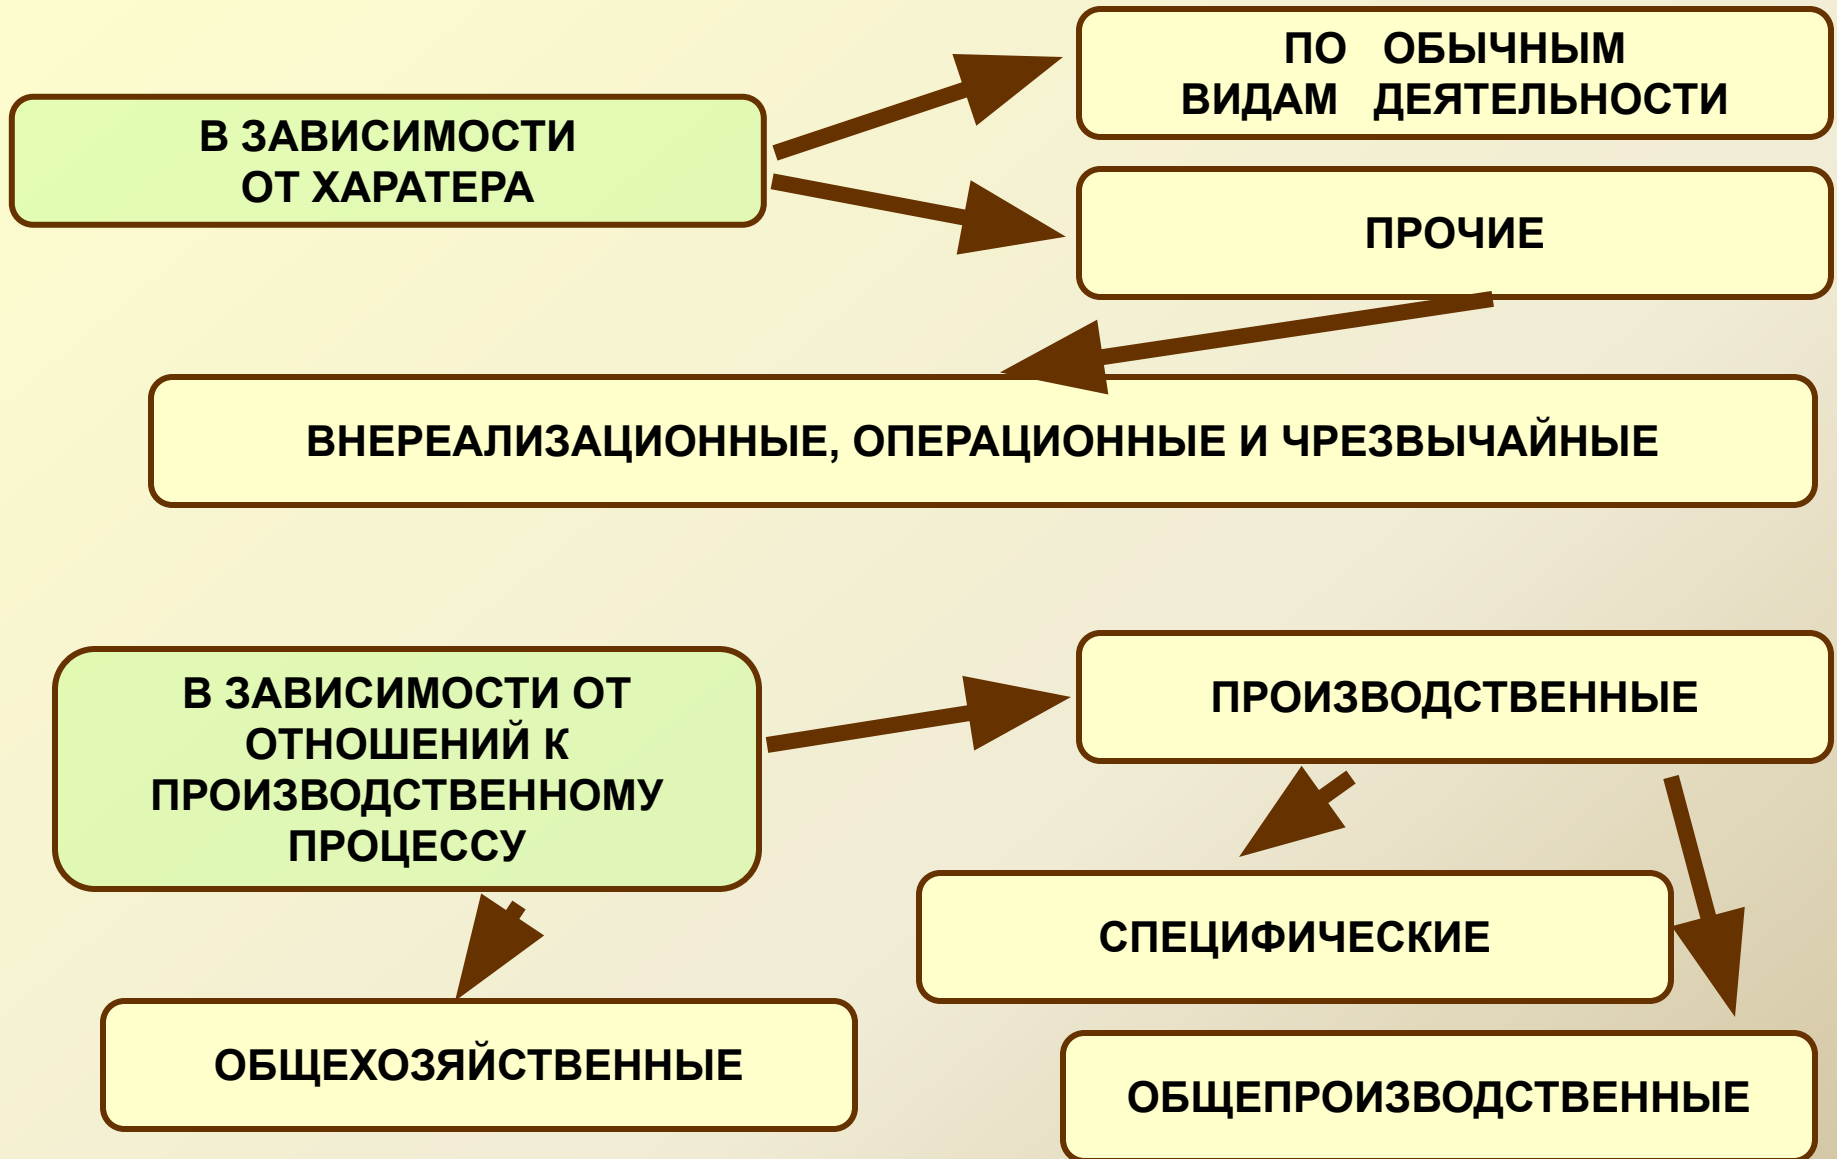 ПО ОБЫЧНЫМ
ВИДАМ ДЕЯТЕЛЬНОСТИ
В ЗАВИСИМОСТИ
ОТ ХАРАТЕРА
ПРОЧИЕ
ВНЕРЕАЛИЗАЦИОННЫЕ, ОПЕРАЦИОННЫЕ И ЧРЕЗВЫЧАЙНЫЕ
В ЗАВИСИМОСТИ ОТ
ОТНОШЕНИЙ К
ПРОИЗВОДСТВЕННОМУ
ПРОЦЕССУ
ПРОИЗВОДСТВЕННЫЕ
СПЕЦИФИЧЕСКИЕ
ОБЩЕХОЗЯЙСТВЕННЫЕ
ОБЩЕПРОИЗВОДСТВЕННЫЕ